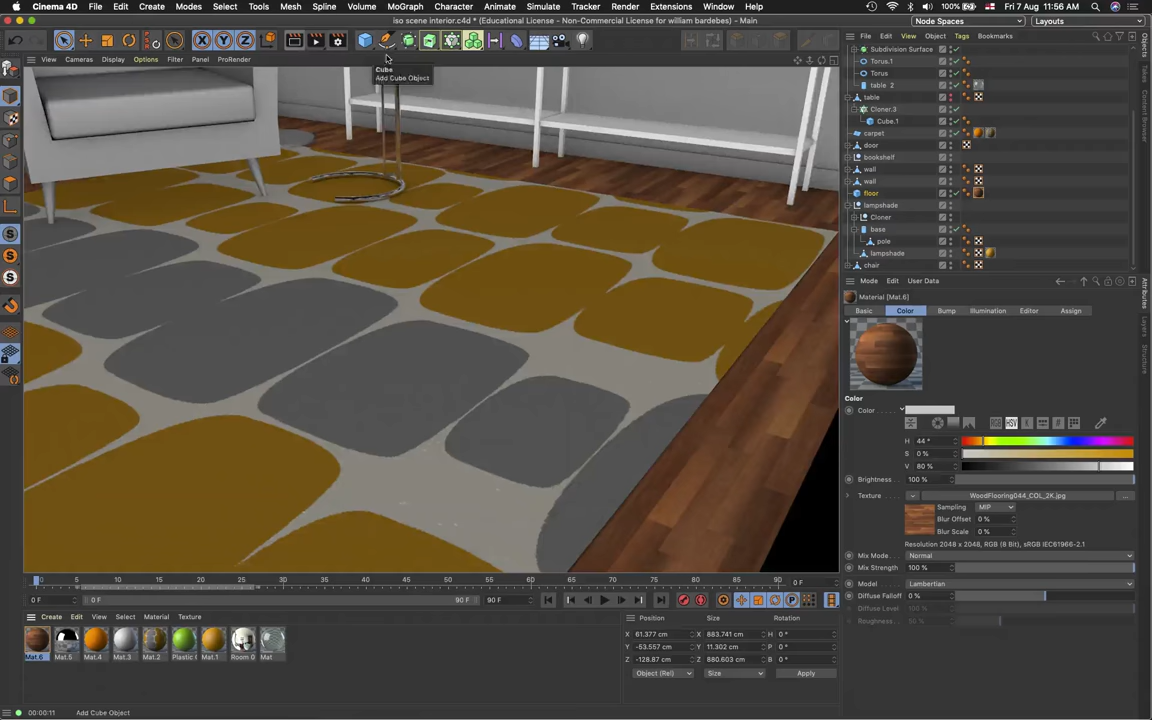 Cinema 4D File Edit Create Modes Select Tools Mesh Spline Volume MoGraph Character Animate Simulate Tracker Render Extensions Window Help 100% Fri 7 Aug 11:56 AM
iso scene interior.c4d * (Educational License - Non-Commercial License for william bardebes) - Main Node Spaces Layouts
File Edit View Object Tags Bookmarks
View Cameras Display Options Filter Panel ProRender
Cube
Add Cube Object
Subdivision Surface
Torus.1
Torus
table 2
table
Cloner.3
Cube.1
carpet
door
bookshelf
wall
wall
floor
lampshade
Cloner
base
pole
lampshade
chair
Mode Edit User Data
Material [Mat.6]
Basic Color Bump Illumination Editor Assign
Color
Color
RGB HSV K
H 44 °
S 0 %
V 80 %
Brightness 100 %
Texture WoodFlooring044_COL_2K.jpg ...
Sampling MIP
Blur Offset 0 %
Blur Scale 0 %
Resolution 2048 x 2048, RGB (8 Bit), sRGB IEC61966-2.1
Mix Mode Normal
Mix Strength 100 %
Model Lambertian
Diffuse Falloff 0 %
Diffuse Level 100 %
Roughness 50 %
Attributes
Layers
Structure
0 5 10 15 20 25 30 35 40 45 50 55 60 65 70 75 80 85 90 0 F
0 F 0 F 90 F 90 F
Create Edit View Select Material Texture
Mat.6 Mat.5 Mat.4 Mat.3 Mat.2 Plastic Mat.1 Room 0 Mat
Position Size Rotation
X 61.377 cm X 883.741 cm H 0 °
Y -53.557 cm Y 11.302 cm P 0 °
Z -128.87 cm Z 880.603 cm B 0 °
Object (Rel) Size Apply
00:00:11 Add Cube Object